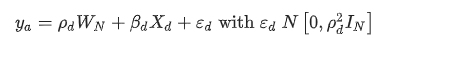 y_a = ρ_d W_N + β_d X_d + ε_d with ε_d N [0, ρ_d^2 I_N]